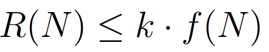 R(N) ≤ k · f(N)